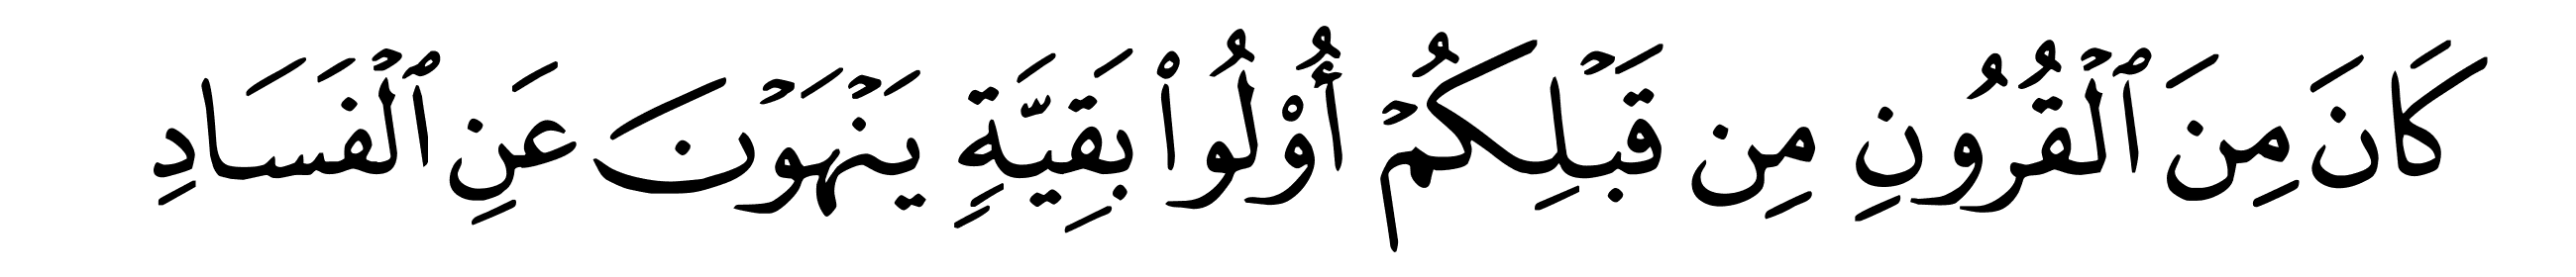 كَانَ مِنَ ٱلۡقُرُونِ مِن قَبۡلِكُمۡ أُوْلُواْ بَقِيَّةٖ يَنۡهَوۡنَ عَنِ ٱلۡفَسَادِ